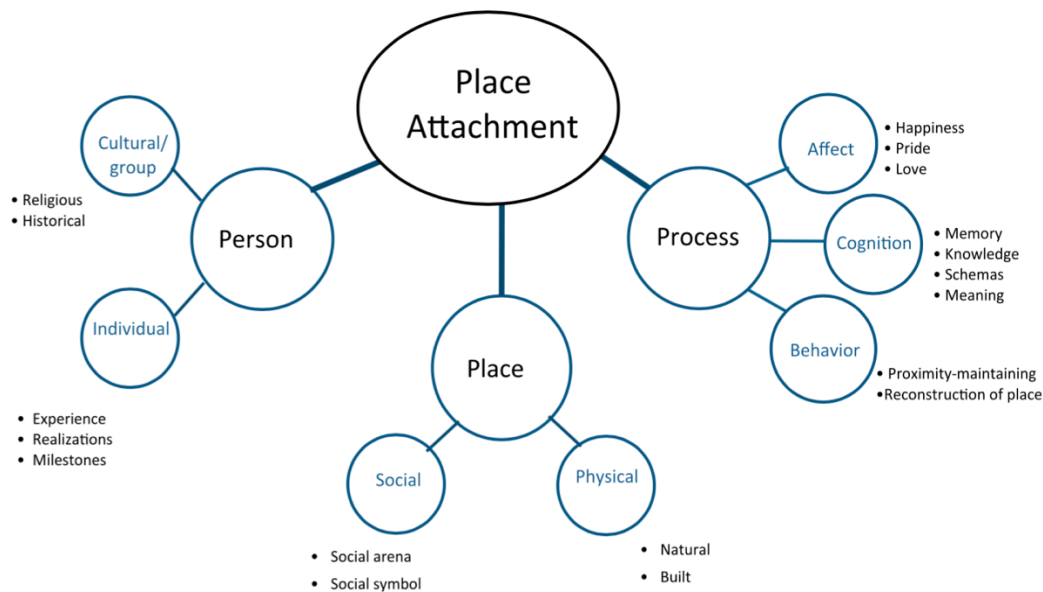 Place
Attachment
Cultural/
group
• Religious
• Historical
Person
Individual
• Experience
• Realizations
• Milestones
Place
Social
• Social arena
• Social symbol
Physical
• Natural
• Built
Process
Affect
• Happiness
• Pride
• Love
Cognition
• Memory
• Knowledge
• Schemas
• Meaning
Behavior
• Proximity-maintaining
•Reconstruction of place